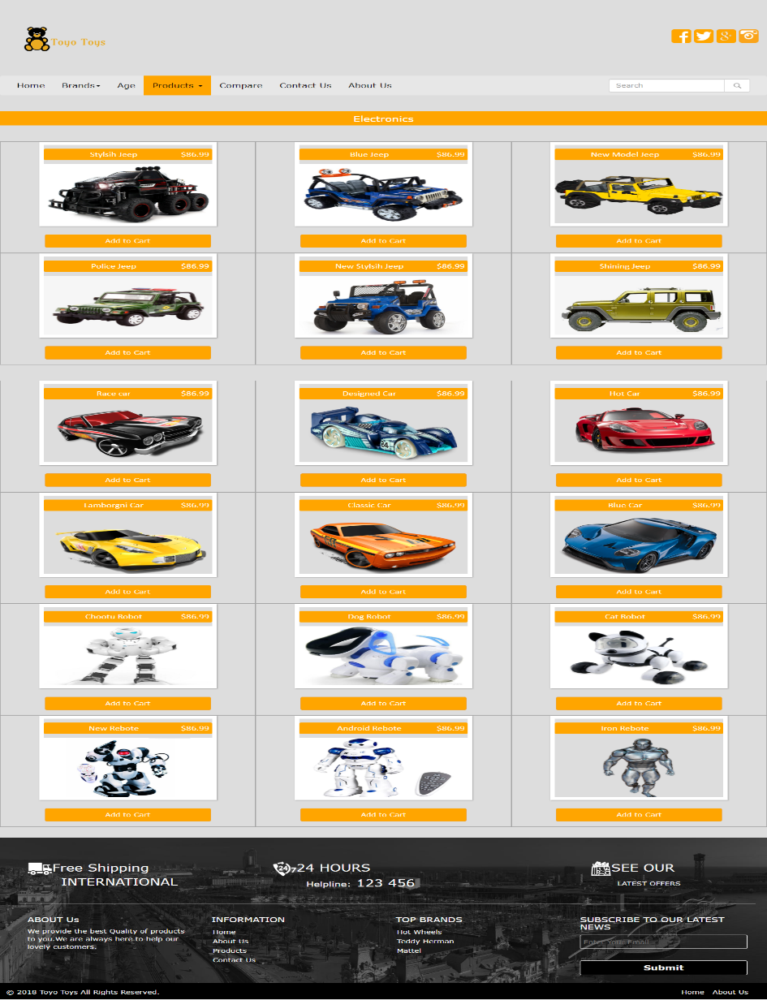 Toyo Toys
Home Brands Age Products Compare Contact Us About Us Search
Electronics
Stylsih Jeep $86.99 Blue Jeep $86.99 New Model Jeep $86.99
Add to Cart Add to Cart Add to Cart
Police Jeep $86.99 New Stylsih Jeep $86.99 Shining Jeep $86.99
Add to Cart Add to Cart Add to Cart
Race car $86.99 Designed Car $86.99 Hot Car $86.99
Add to Cart Add to Cart Add to Cart
Lamborgni Car $86.99 Classic Car $86.99 Blue Car $86.99
Add to Cart Add to Cart Add to Cart
Chootu Robot $86.99 Dog Robot $86.99 Cat Robot $86.99
Add to Cart Add to Cart Add to Cart
New Rebote $86.99 Android Rebote $86.99 Iron Rebote $86.99
Add to Cart Add to Cart Add to Cart
Free Shipping 24/7 24 HOURS SEE OUR
INTERNATIONAL Helpline: 123 456 LATEST OFFERS
ABOUT Us
We provide the best Quality of products
to you.We are always here to help our
lovely customers.
INFORMATION
Home
About Us
Products
Contact Us
TOP BRANDS
Hot Wheels
Teddy Herman
Mattel
SUBSCRIBE TO OUR LATEST
NEWS
Enter your Email
Submit
© 2018 Toyo Toys All Rights Reserved. Home About Us